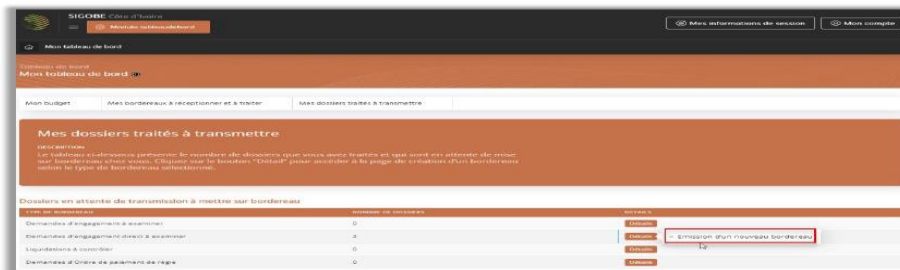 SIGOBE Côte d'Ivoire
Module tableaudebord
Mes informations de session
Mon compte
Mon tableau de bord
Tableau de bord
Mon tableau de bord
Mon budget
Mes bordereaux à réceptionner et à traiter
Mes dossiers traités à transmettre
Mes dossiers traités à transmettre
DESCRIPTION
Le tableau ci-dessous présente le nombre de dossiers que vous avez traités et qui sont en attente de mise
sur bordereau chez vous. Cliquez sur le bouton "Détail" pour accéder à la page de création d'un bordereau
selon le type de bordereau sélectionné.
Dossiers en attente de transmission à mettre sur bordereau
TYPE DE BORDEREAU NOMBRE DE DOSSIERS DÉTAILS
Demandes d'engagement à examiner 0 Détails
Demandes d'engagement direct à examiner Détails - Emission d'un nouveau bordereau
Liquidations à contrôler 0 Détails
Demandes d'Ordre de paiement de régie 0 Détails